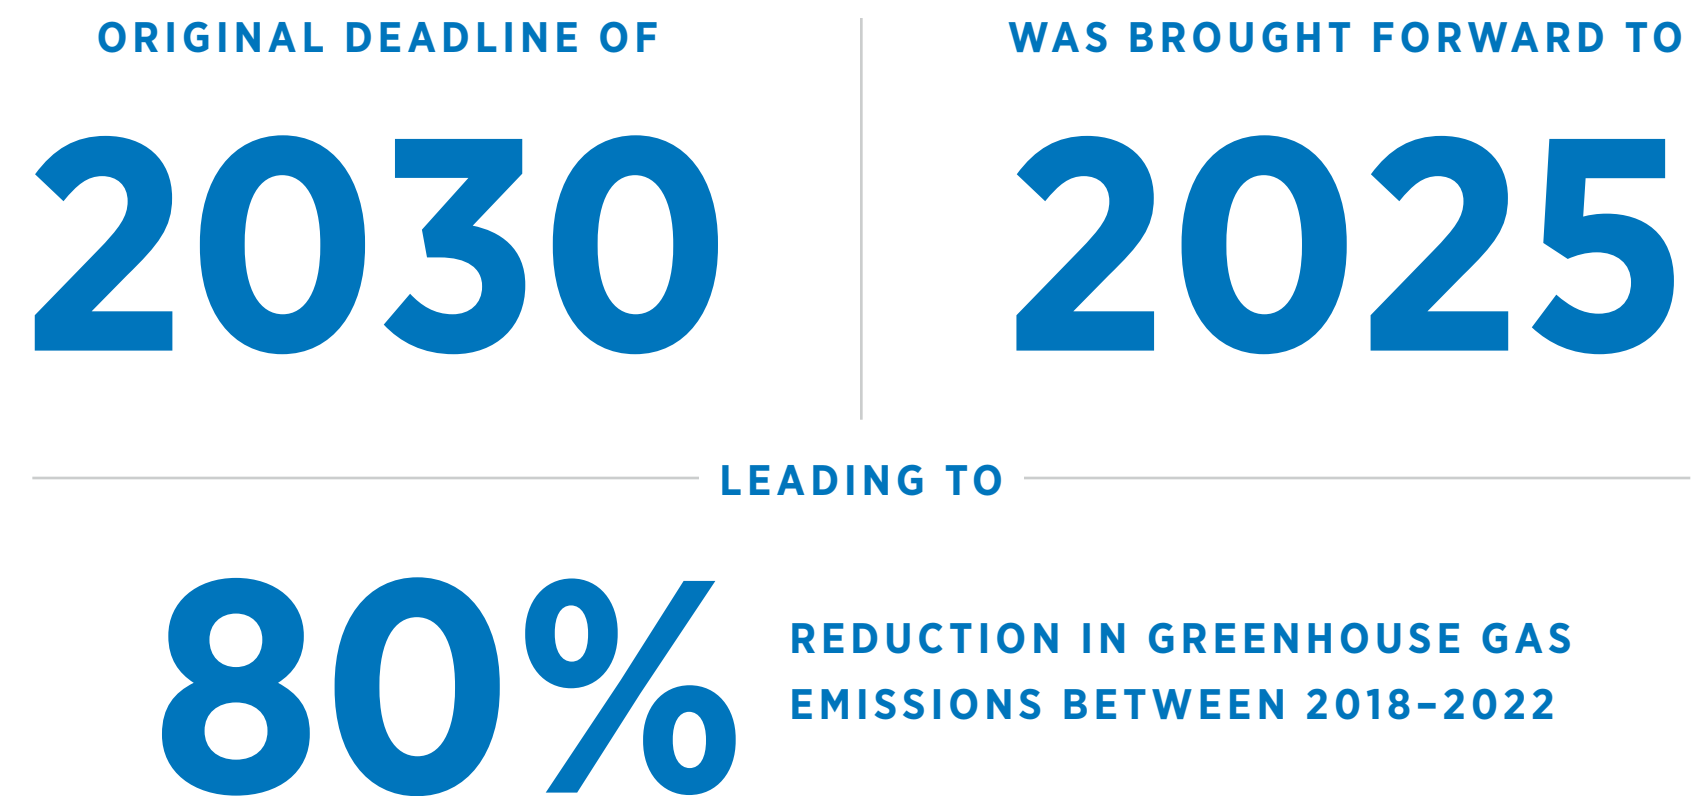 ORIGINAL DEADLINE OF
2030
WAS BROUGHT FORWARD TO
2025
LEADING TO
80%
REDUCTION IN GREENHOUSE GAS
EMISSIONS BETWEEN 2018–2022